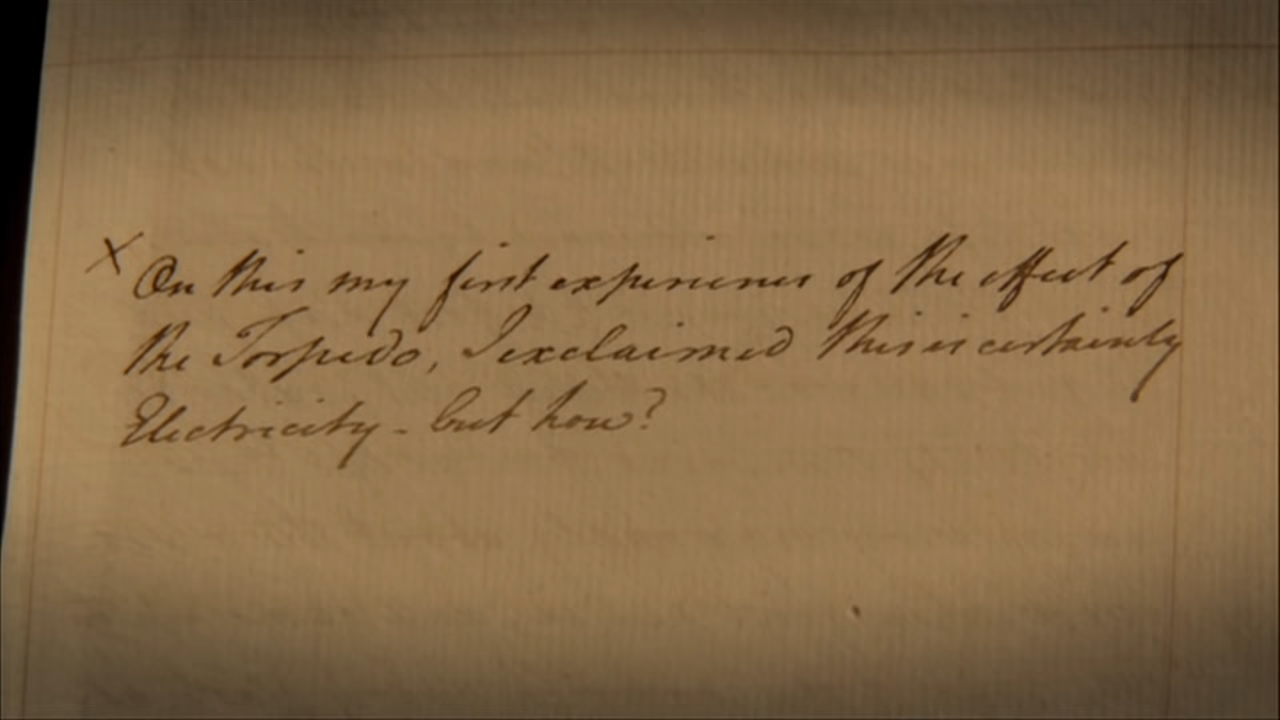 x On this my first experience of the effect of
the Torpedo, I exclaimed this is certainly
Electricity - but how?